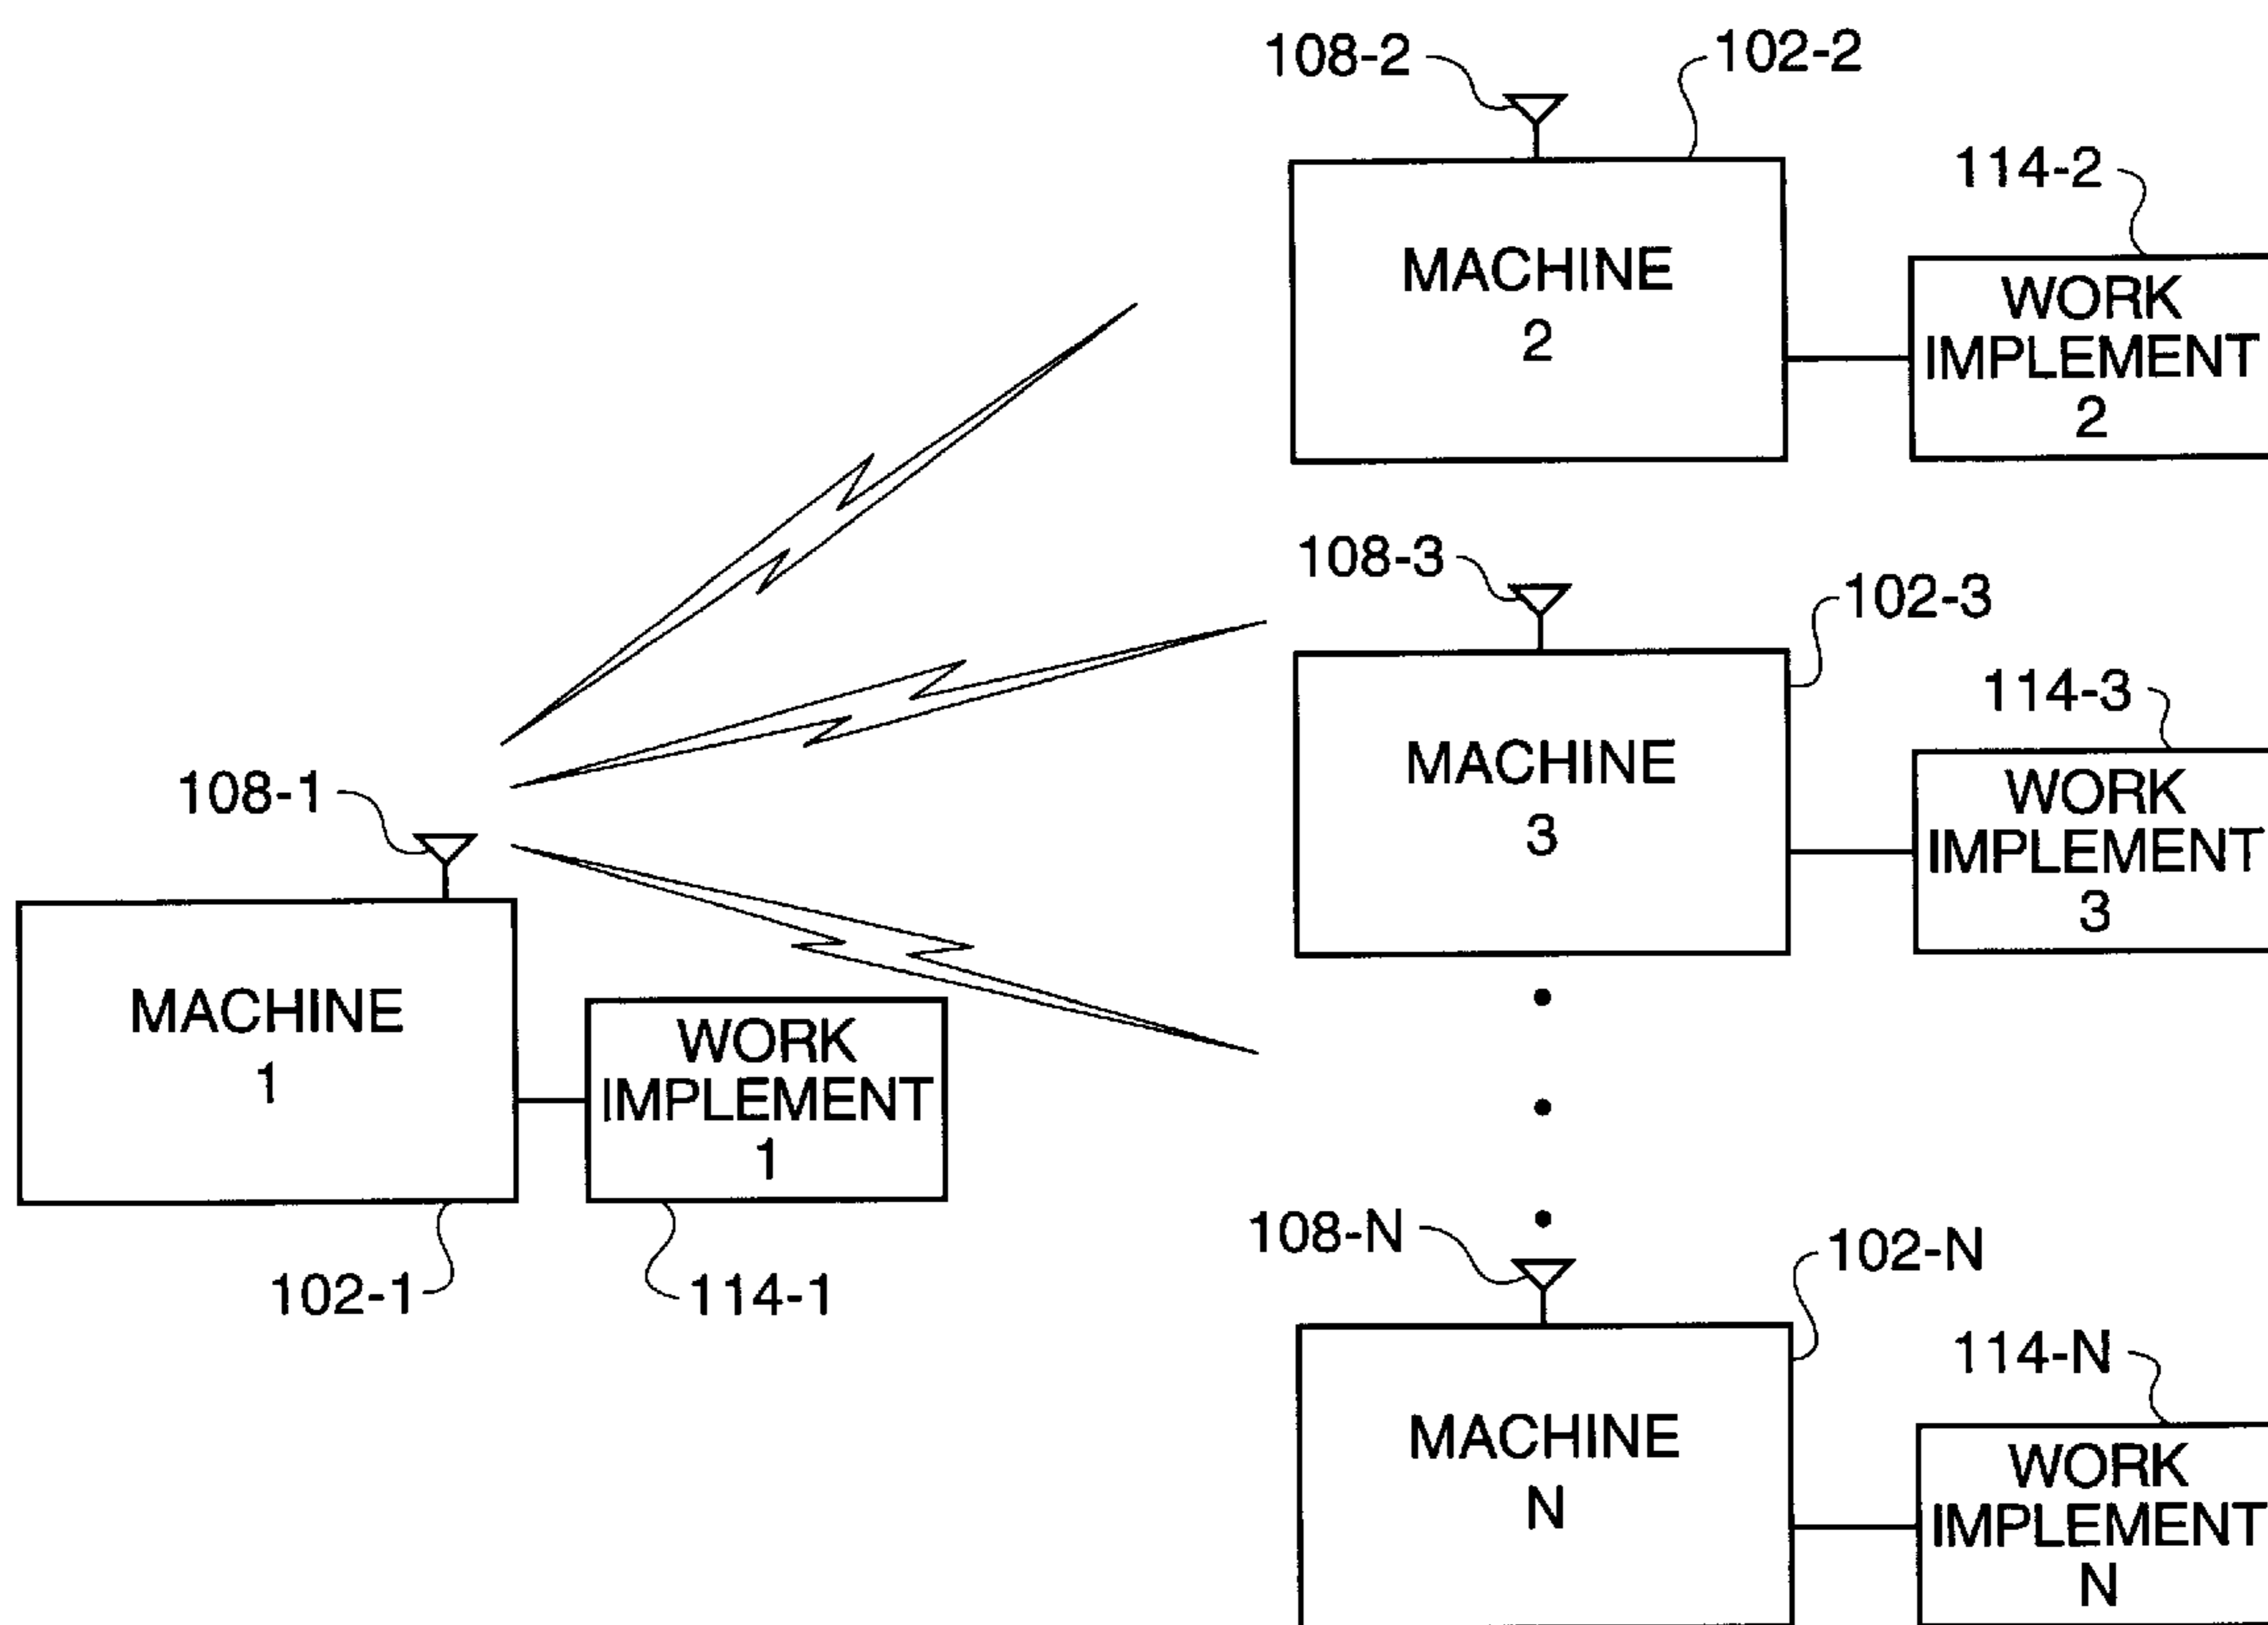 108-2
102-2
114-2
MACHINE
2
WORK
IMPLEMENT
2
108-3
102-3
114-3
MACHINE
3
WORK
IMPLEMENT
3
108-1
MACHINE
1
WORK
IMPLEMENT
1
102-1
114-1
108-N
102-N
114-N
MACHINE
N
WORK
IMPLEMENT
N